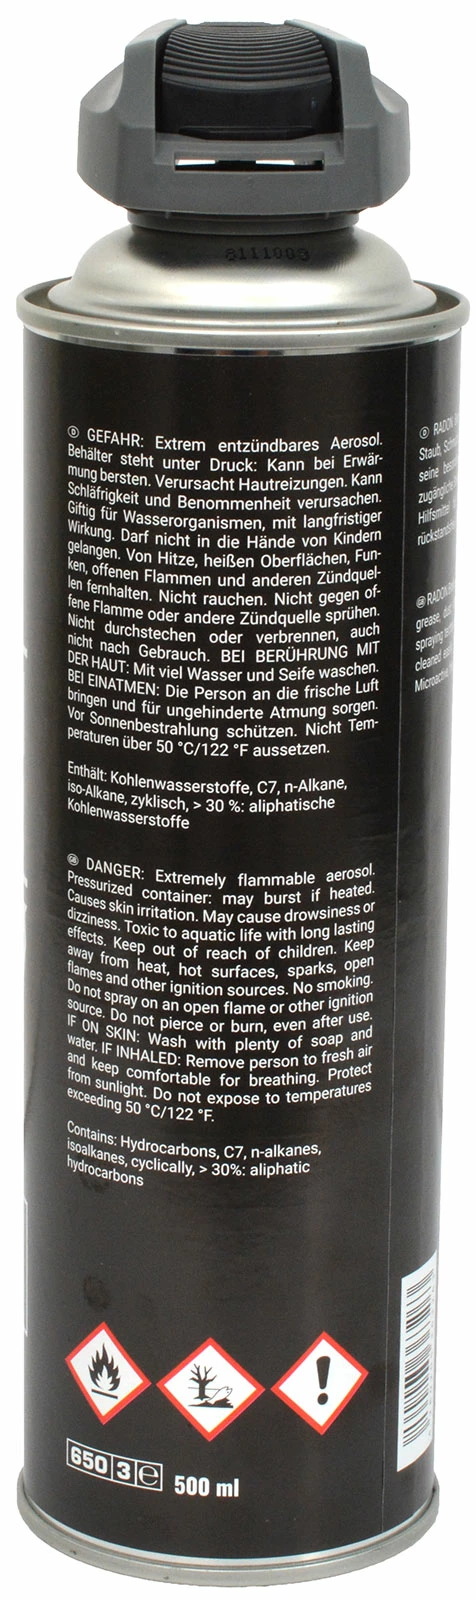 8111003
D GEFAHR: Extrem entzündbares Aerosol.
Behälter steht unter Druck: Kann bei Erwär-
mung bersten. Verursacht Hautreizungen. Kann
Schläfrigkeit und Benommenheit verursachen.
Giftig für Wasserorganismen, mit langfristiger
Wirkung. Darf nicht in die Hände von Kindern
gelangen. Von Hitze, heißen Oberflächen, Fun-
ken, offenen Flammen und anderen Zündquel-
len fernhalten. Nicht rauchen. Nicht gegen of-
fene Flamme oder andere Zündquelle sprühen.
Nicht durchstechen oder verbrennen, auch
nicht nach Gebrauch. BEI BERÜHRUNG MIT
DER HAUT: Mit viel Wasser und Seife waschen.
BEI EINATMEN: Die Person an die frische Luft
bringen und für ungehinderte Atmung sorgen.
Vor Sonnenbestrahlung schützen. Nicht Tem-
peraturen über 50 °C/122 °F aussetzen.
Enthält: Kohlenwasserstoffe, C7, n-Alkane,
iso-Alkane, zyklisch, > 30 %: aliphatische
Kohlenwasserstoffe
GB DANGER: Extremely flammable aerosol.
Pressurized container: may burst if heated.
Causes skin irritation. May cause drowsiness or
dizziness. Toxic to aquatic life with long lasting
effects. Keep out of reach of children. Keep
away from heat, hot surfaces, sparks, open
flames and other ignition sources. No smoking.
Do not spray on an open flame or other ignition
source. Do not pierce or burn, even after use.
IF ON SKIN: Wash with plenty of soap and
water. IF INHALED: Remove person to fresh air
and keep comfortable for breathing. Protect
from sunlight. Do not expose to temperatures
exceeding 50 °C/122 °F.
Contains: Hydrocarbons, C7, n-alkanes,
isoalkanes, cyclically, > 30%: aliphatic
hydrocarbons
650 3 e 500 ml
D RADON
Staub,
seine
zugängliche
Hilfsmittel
GB RADON
grease,
spraying
cleaned